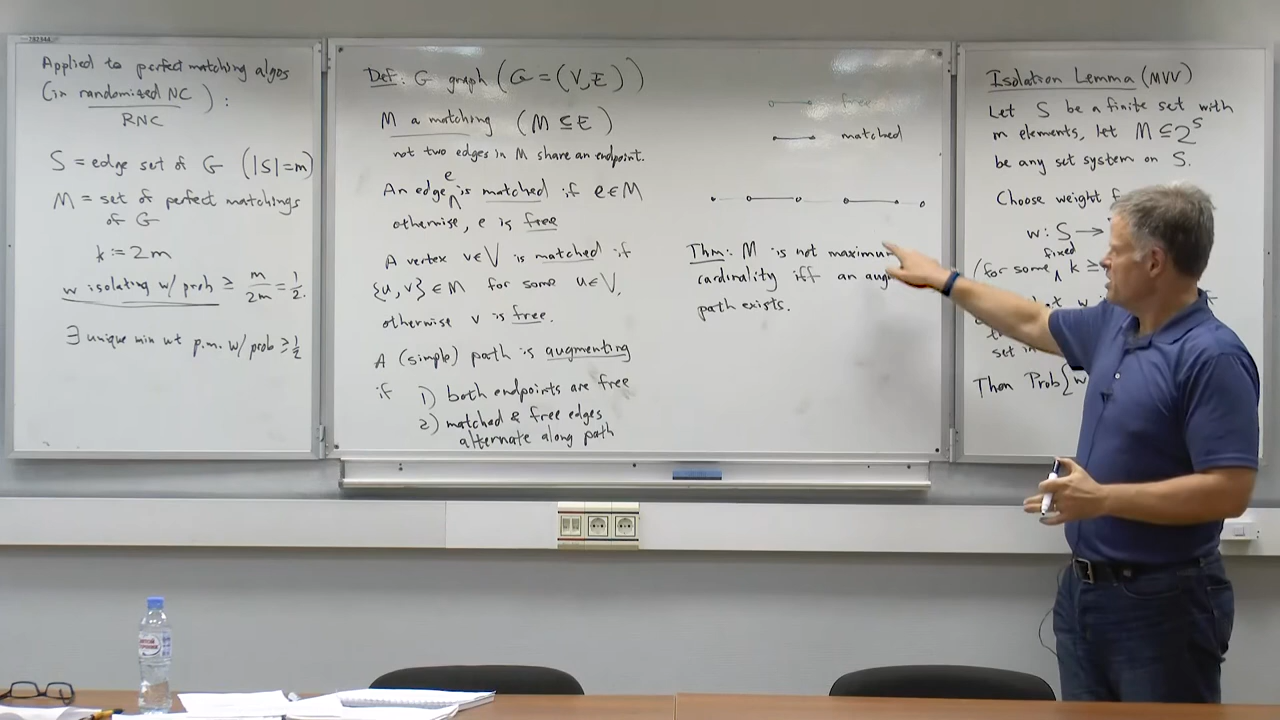 Applied to perfect matching algos
(in randomized NC) :
RNC
S = edge set of G (|S|=m)
M = set of perfect matchings
of G
k := 2m
w isolating w/ prob ≥ m/2m = 1/2.
∃ unique min wt p.m. w/ prob ≥ 1/2
Def: G graph (G = (V,E))
M a matching (M ⊆ E)
not two edges in M share an endpoint.
An edge e is matched if e ∈ M
otherwise, e is free
A vertex v∈V is matched if
{u,v} ∈ M for some u∈V,
otherwise v is free.
A (simple) path is augmenting
if 1) both endpoints are free
2) matched & free edges
alternate along path
free
matched
Thm: M is not maximum
cardinality iff an aug
path exists.
Isolation Lemma (MVV)
Let S be a finite set with
m elements, let M ⊆ 2^S
be any set system on S.
Choose weight f
w: S →
(for some fixed k ≥
set in
Then Prob{w